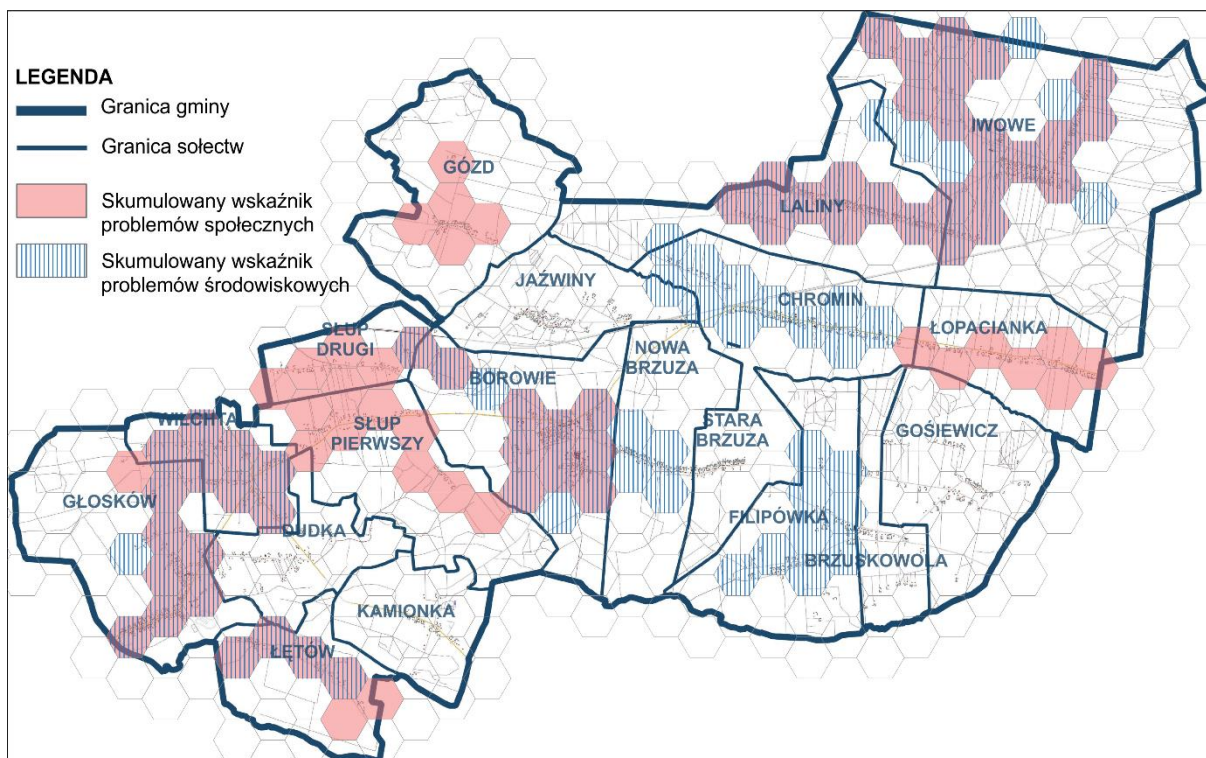 LEGENDA
Granica gminy
Granica sołectw
Skumulowany wskaźnik
problemów społecznych
Skumulowany wskaźnik
problemów środowiskowych
IWOWE
GÓZD
LALINY
JAŹWINY
CHROMIN
ŁOPACIANKA
SŁUP
DRUGI
NOWA
BRZUZA
BOROWIE
WILCHTA
SŁUP
PIERWSZY
STARA
BRZUZA
GOŚIEWICZ
GŁOSKÓW
DUDKA
FILIPÓWKA
BRZUSKOWOLA
KAMIONKA
ŁĘTÓW